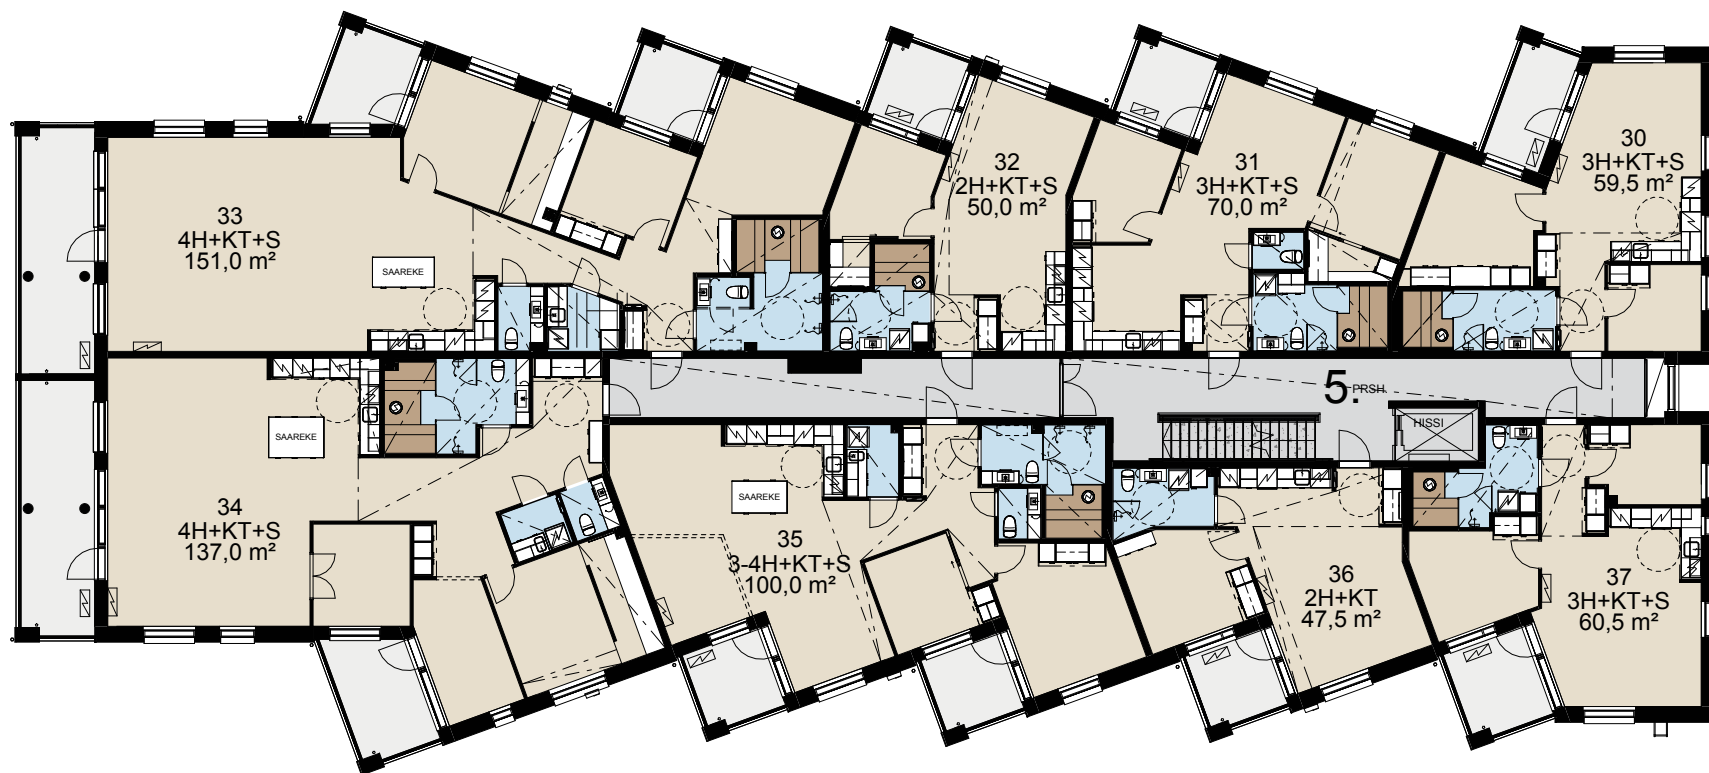 30
3H+KT+S
59,5 m²
32
2H+KT+S
50,0 m²
31
3H+KT+S
70,0 m²
33
4H+KT+S
151,0 m²
SAAREKE
5. PRSH
HISSI
SAAREKE
SAAREKE
34
4H+KT+S
137,0 m²
35
3-4H+KT+S
100,0 m²
36
2H+KT
47,5 m²
37
3H+KT+S
60,5 m²